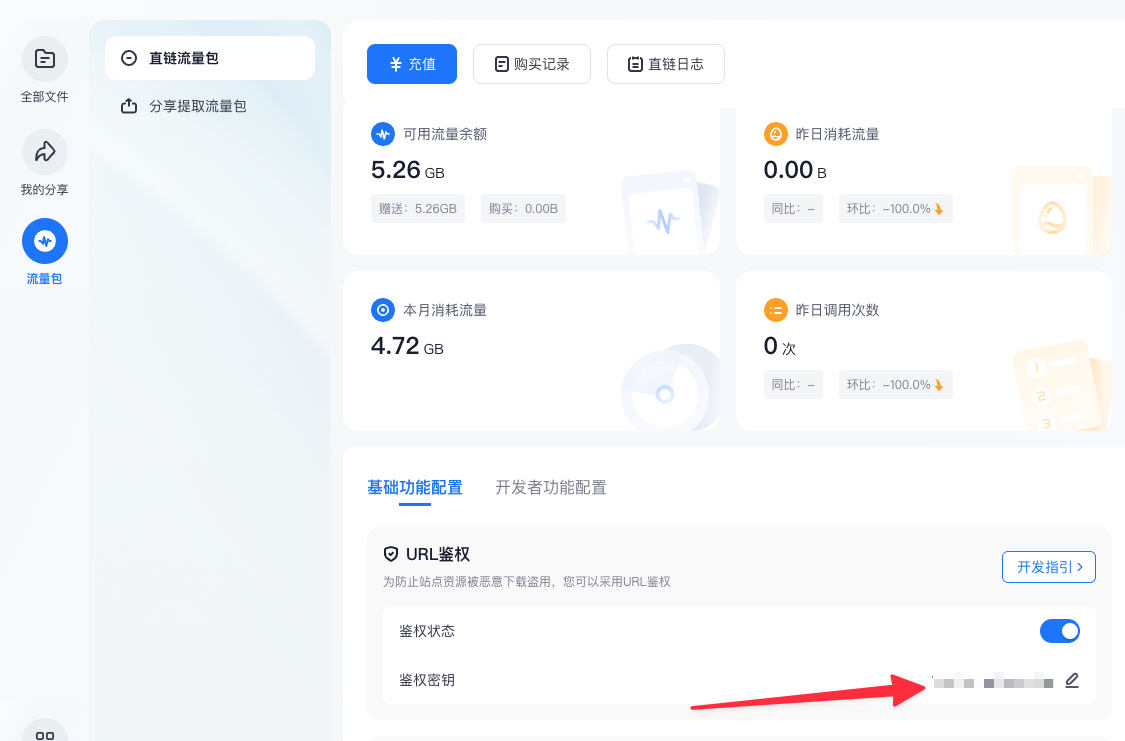 全部文件
我的分享
流量包
直链流量包
分享提取流量包
充值
购买记录
直链日志
可用流量余额
5.26 GB
赠送：5.26GB
购买：0.00B
昨日消耗流量
0.00 B
同比：-
环比：-100.0%
本月消耗流量
4.72 GB
昨日调用次数
0 次
同比：-
环比：-100.0%
1
2
3
基础功能配置
开发者功能配置
URL鉴权
为防止站点资源被恶意下载盗用，您可以采用URL鉴权
开发指引
鉴权状态
鉴权密钥